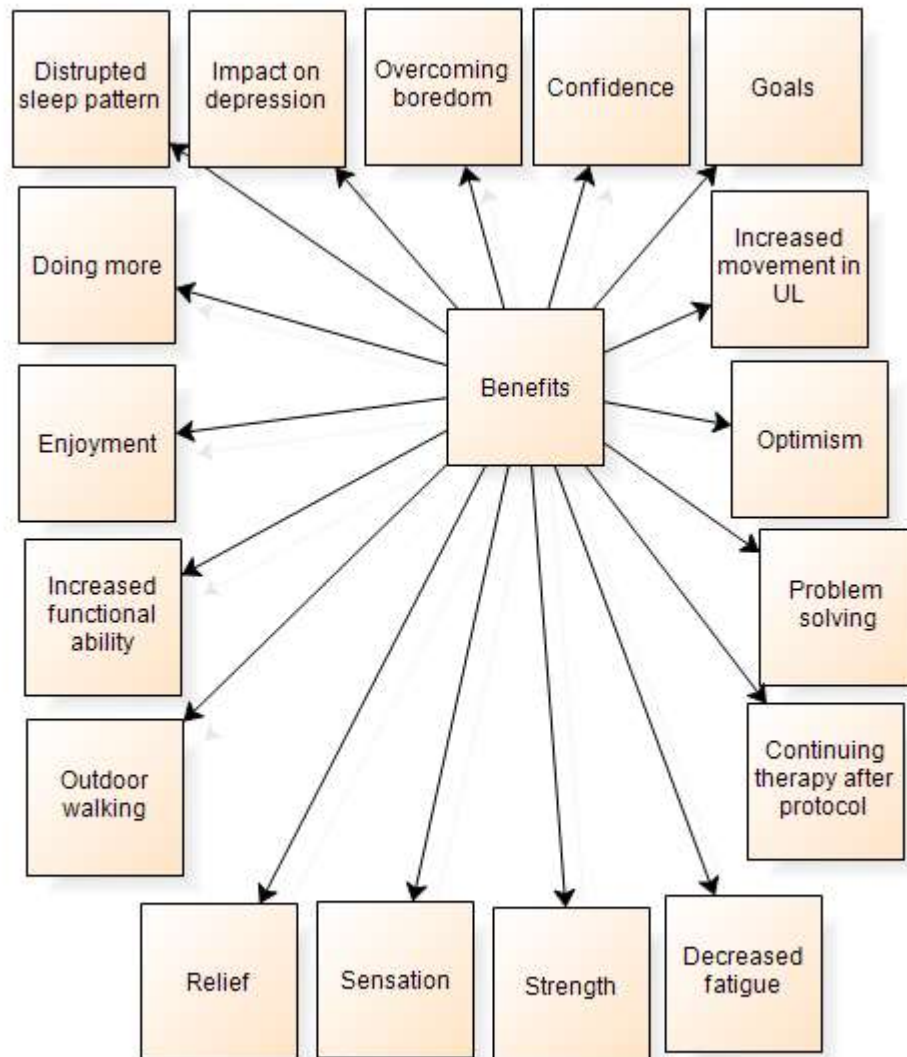 Distrupted
sleep pattern
Impact on
depression
Overcoming
boredom
Confidence
Goals
Doing more
Increased
movement in
UL
Benefits
Enjoyment
Optimism
Increased
functional
ability
Problem
solving
Outdoor
walking
Continuing
therapy after
protocol
Relief
Sensation
Strength
Decreased
fatigue